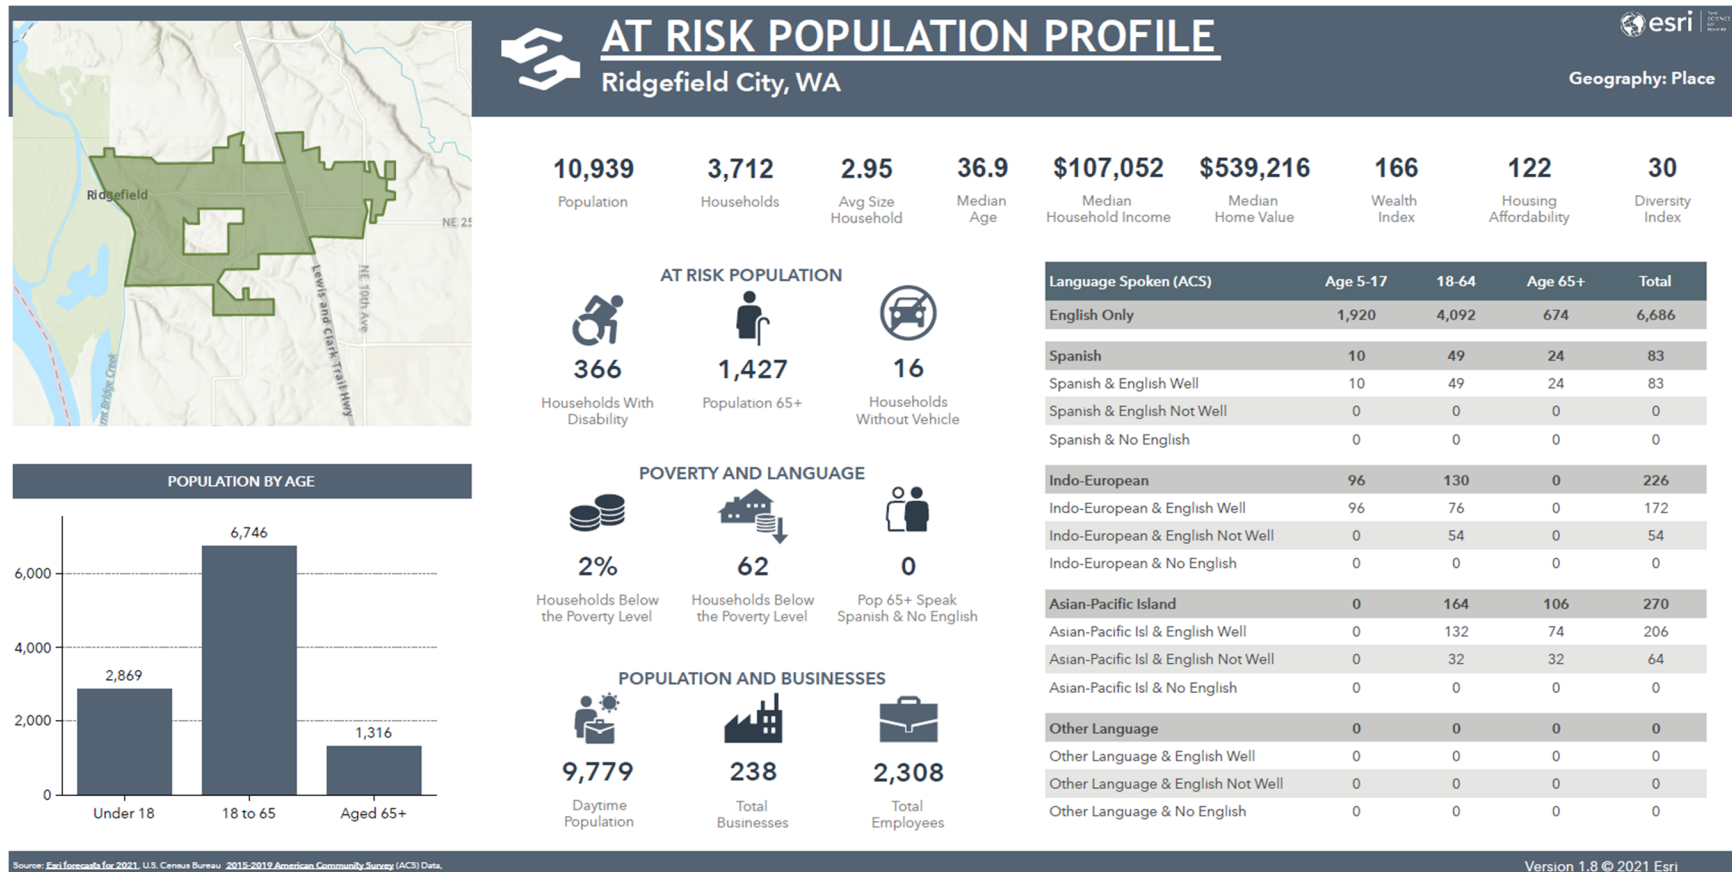 AT RISK POPULATION PROFILE
Ridgefield City, WA
esri
THE
SCIENCE
OF
WHERE
Geography: Place
Ridgefield
NE 25
Lewis and Clark Trail Hwy
NE 10th Ave
nt Bridge Creek
10,939
Population
3,712
Households
2.95
Avg Size
Household
36.9
Median
Age
$107,052
Median
Household Income
$539,216
Median
Home Value
166
Wealth
Index
122
Housing
Affordability
30
Diversity
Index
POPULATION BY AGE
6,000
4,000
2,000
0
2,869
6,746
1,316
Under 18
18 to 65
Aged 65+
AT RISK POPULATION
366
Households With
Disability
1,427
Population 65+
16
Households
Without Vehicle
POVERTY AND LANGUAGE
2%
Households Below
the Poverty Level
62
Households Below
the Poverty Level
0
Pop 65+ Speak
Spanish & No English
POPULATION AND BUSINESSES
9,779
Daytime
Population
238
Total
Businesses
2,308
Total
Employees
Language Spoken (ACS) Age 5-17 18-64 Age 65+ Total
English Only 1,920 4,092 674 6,686
Spanish 10 49 24 83
Spanish & English Well 10 49 24 83
Spanish & English Not Well 0 0 0 0
Spanish & No English 0 0 0 0
Indo-European 96 130 0 226
Indo-European & English Well 96 76 0 172
Indo-European & English Not Well 0 54 0 54
Indo-European & No English 0 0 0 0
Asian-Pacific Island 0 164 106 270
Asian-Pacific Isl & English Well 0 132 74 206
Asian-Pacific Isl & English Not Well 0 32 32 64
Asian-Pacific Isl & No English 0 0 0 0
Other Language 0 0 0 0
Other Language & English Well 0 0 0 0
Other Language & English Not Well 0 0 0 0
Other Language & No English 0 0 0 0
Source: Esri forecasts for 2021, U.S. Census Bureau 2015-2019 American Community Survey (ACS) Data,
Version 1.8 © 2021 Esri